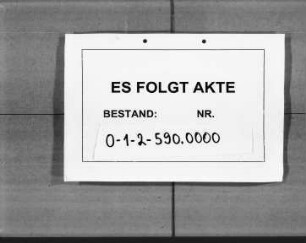 ES FOLGT AKTE
BESTAND: NR.
0-1-2-590.0000